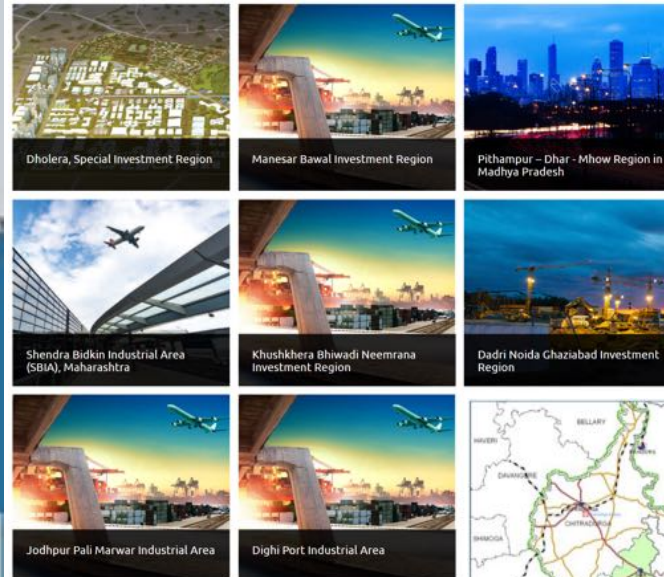 Dholera, Special Investment Region
Manesar Bawal Investment Region
Pithampur – Dhar - Mhow Region in
Madhya Pradesh
Shendra Bidkin Industrial Area
(SBIA), Maharashtra
Khushkhera Bhiwadi Neemrana
Investment Region
Dadri Noida Ghaziabad Investment
Region
Jodhpur Pali Marwar Industrial Area
Dighi Port Industrial Area
BELLARY
HAVERI
DAVANGERE
CHITRADURGA
SHIMOGA